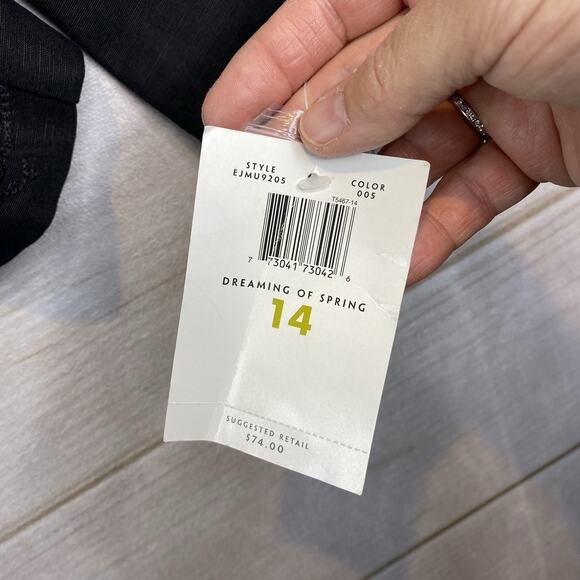 STYLE
EJMU9205
COLOR
005
T5467-14
7 73041 73042 6
DREAMING OF SPRING
14
SUGGESTED RETAIL
$74.00